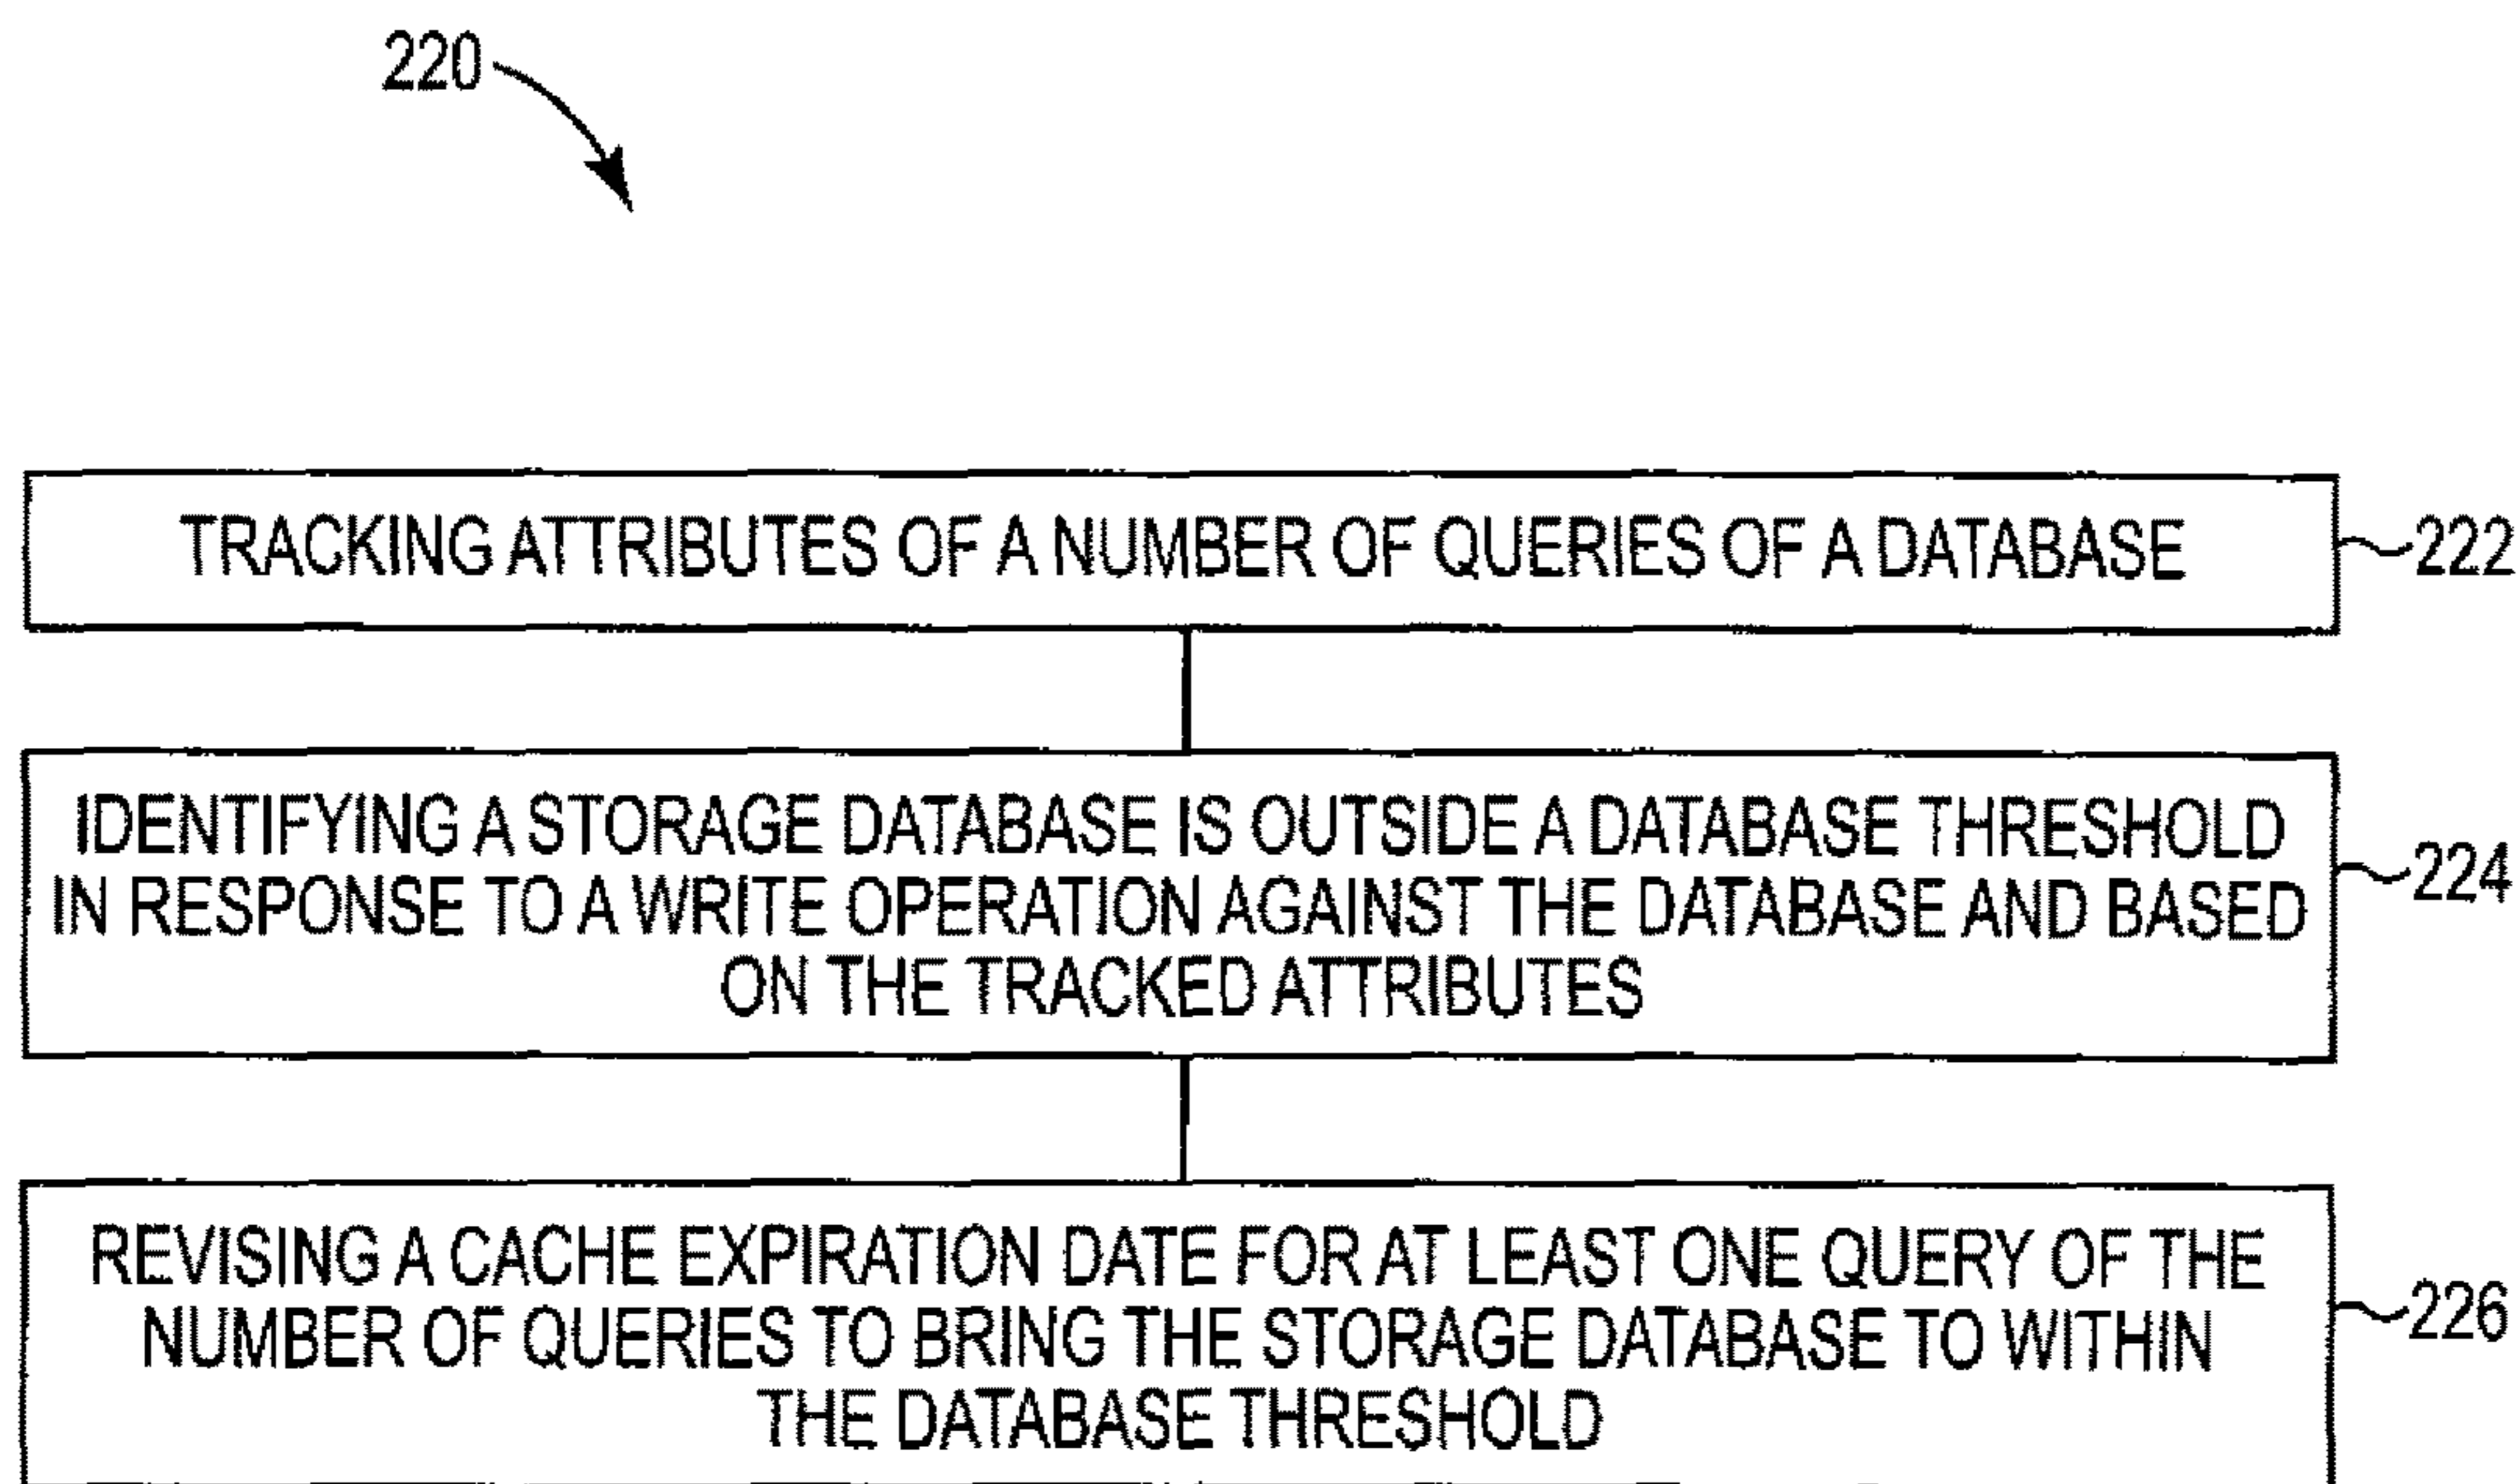 220
TRACKING ATTRIBUTES OF A NUMBER OF QUERIES OF A DATABASE
222
IDENTIFYING A STORAGE DATABASE IS OUTSIDE A DATABASE THRESHOLD
IN RESPONSE TO A WRITE OPERATION AGAINST THE DATABASE AND BASED
ON THE TRACKED ATTRIBUTES
224
REVISING A CACHE EXPIRATION DATE FOR AT LEAST ONE QUERY OF THE
NUMBER OF QUERIES TO BRING THE STORAGE DATABASE TO WITHIN
THE DATABASE THRESHOLD
226